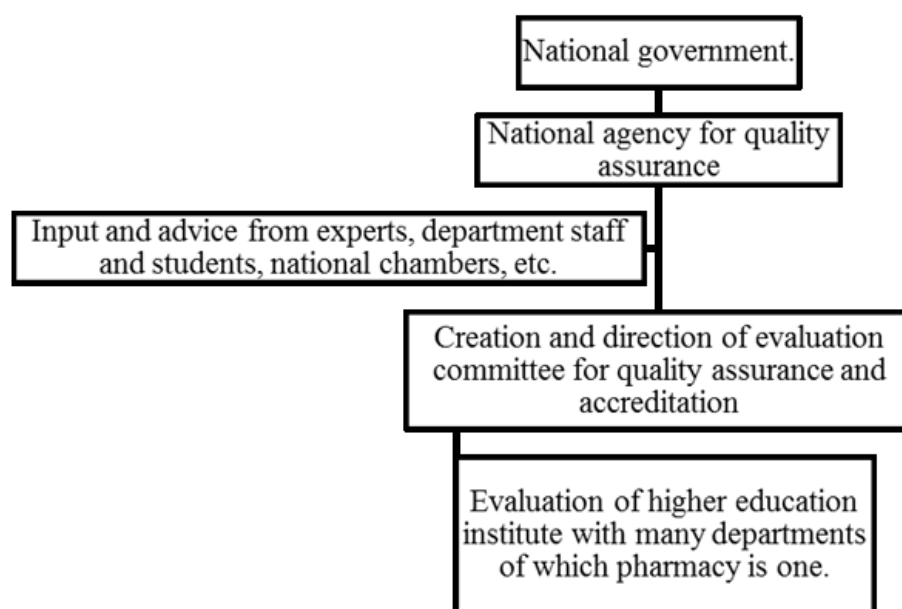 National government.
National agency for quality
assurance
Input and advice from experts, department staff
and students, national chambers, etc.
Creation and direction of evaluation
committee for quality assurance and
accreditation
Evaluation of higher education
institute with many departments
of which pharmacy is one.